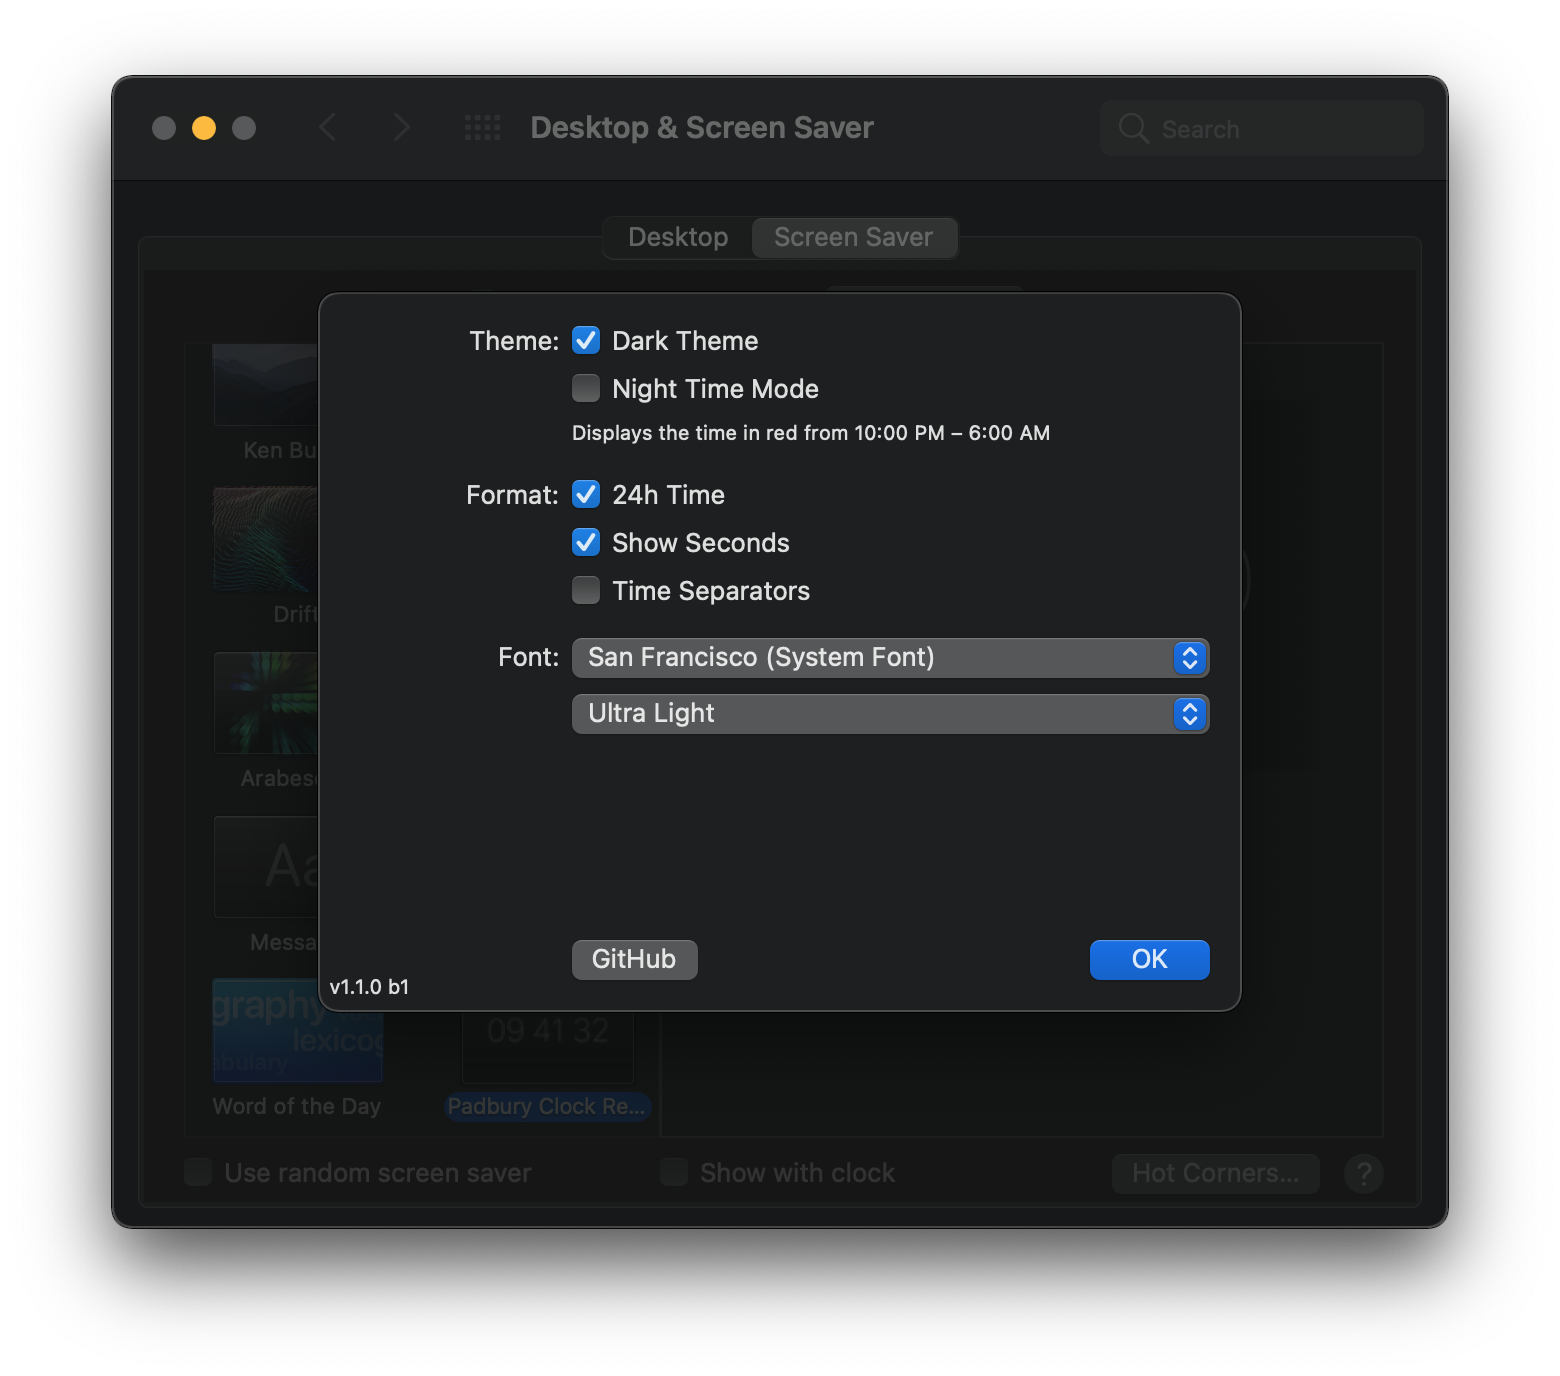 Desktop & Screen Saver
Search
Desktop
Screen Saver
Theme:
Dark Theme
Night Time Mode
Displays the time in red from 10:00 PM – 6:00 AM
Format:
24h Time
Show Seconds
Time Separators
Font:
San Francisco (System Font)
Ultra Light
GitHub
OK
v1.1.0 b1
Ken Bu
Drift
Arabes
Aa
Messa
graphy
lexicog
abulary
Word of the Day
09 41 32
Padbury Clock Re...
Use random screen saver
Show with clock
Hot Corners...
?